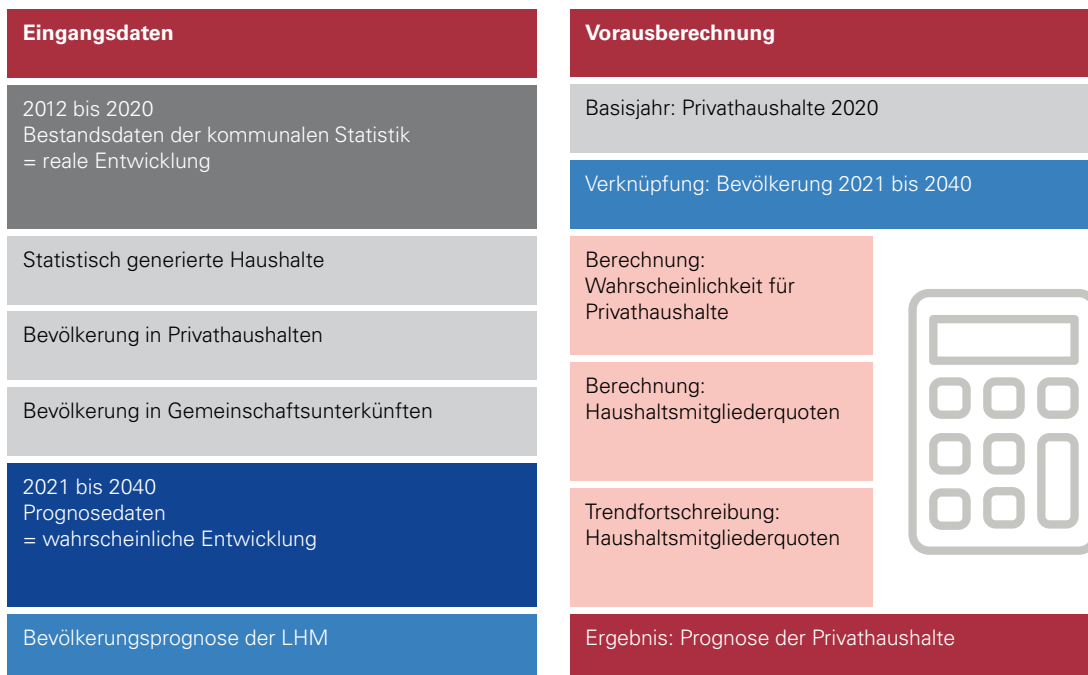 Eingangsdaten
2012 bis 2020
Bestandsdaten der kommunalen Statistik
= reale Entwicklung
Statistisch generierte Haushalte
Bevölkerung in Privathaushalten
Bevölkerung in Gemeinschaftsunterkünften
2021 bis 2040
Prognosedaten
= wahrscheinliche Entwicklung
Bevölkerungsprognose der LHM
Vorausberechnung
Basisjahr: Privathaushalte 2020
Verknüpfung: Bevölkerung 2021 bis 2040
Berechnung:
Wahrscheinlichkeit für
Privathaushalte
Berechnung:
Haushaltsmitgliederquoten
Trendfortschreibung:
Haushaltsmitgliederquoten
Ergebnis: Prognose der Privathaushalte